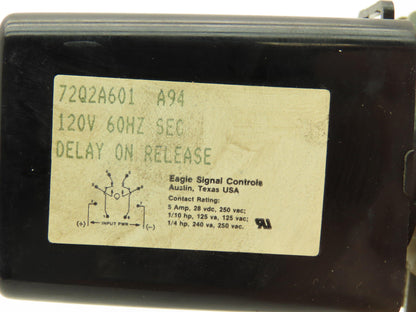 72Q2A601 A94
120V 60HZ SEC
DELAY ON RELEASE
Eagle Signal Controls
Austin, Texas USA
Contact Rating:
5 Amp, 28 vdc, 250 vac;
1/10 hp, 125 va, 125 vac;
1/4 hp, 240 va, 250 vac.
(+) INPUT PWR (−)